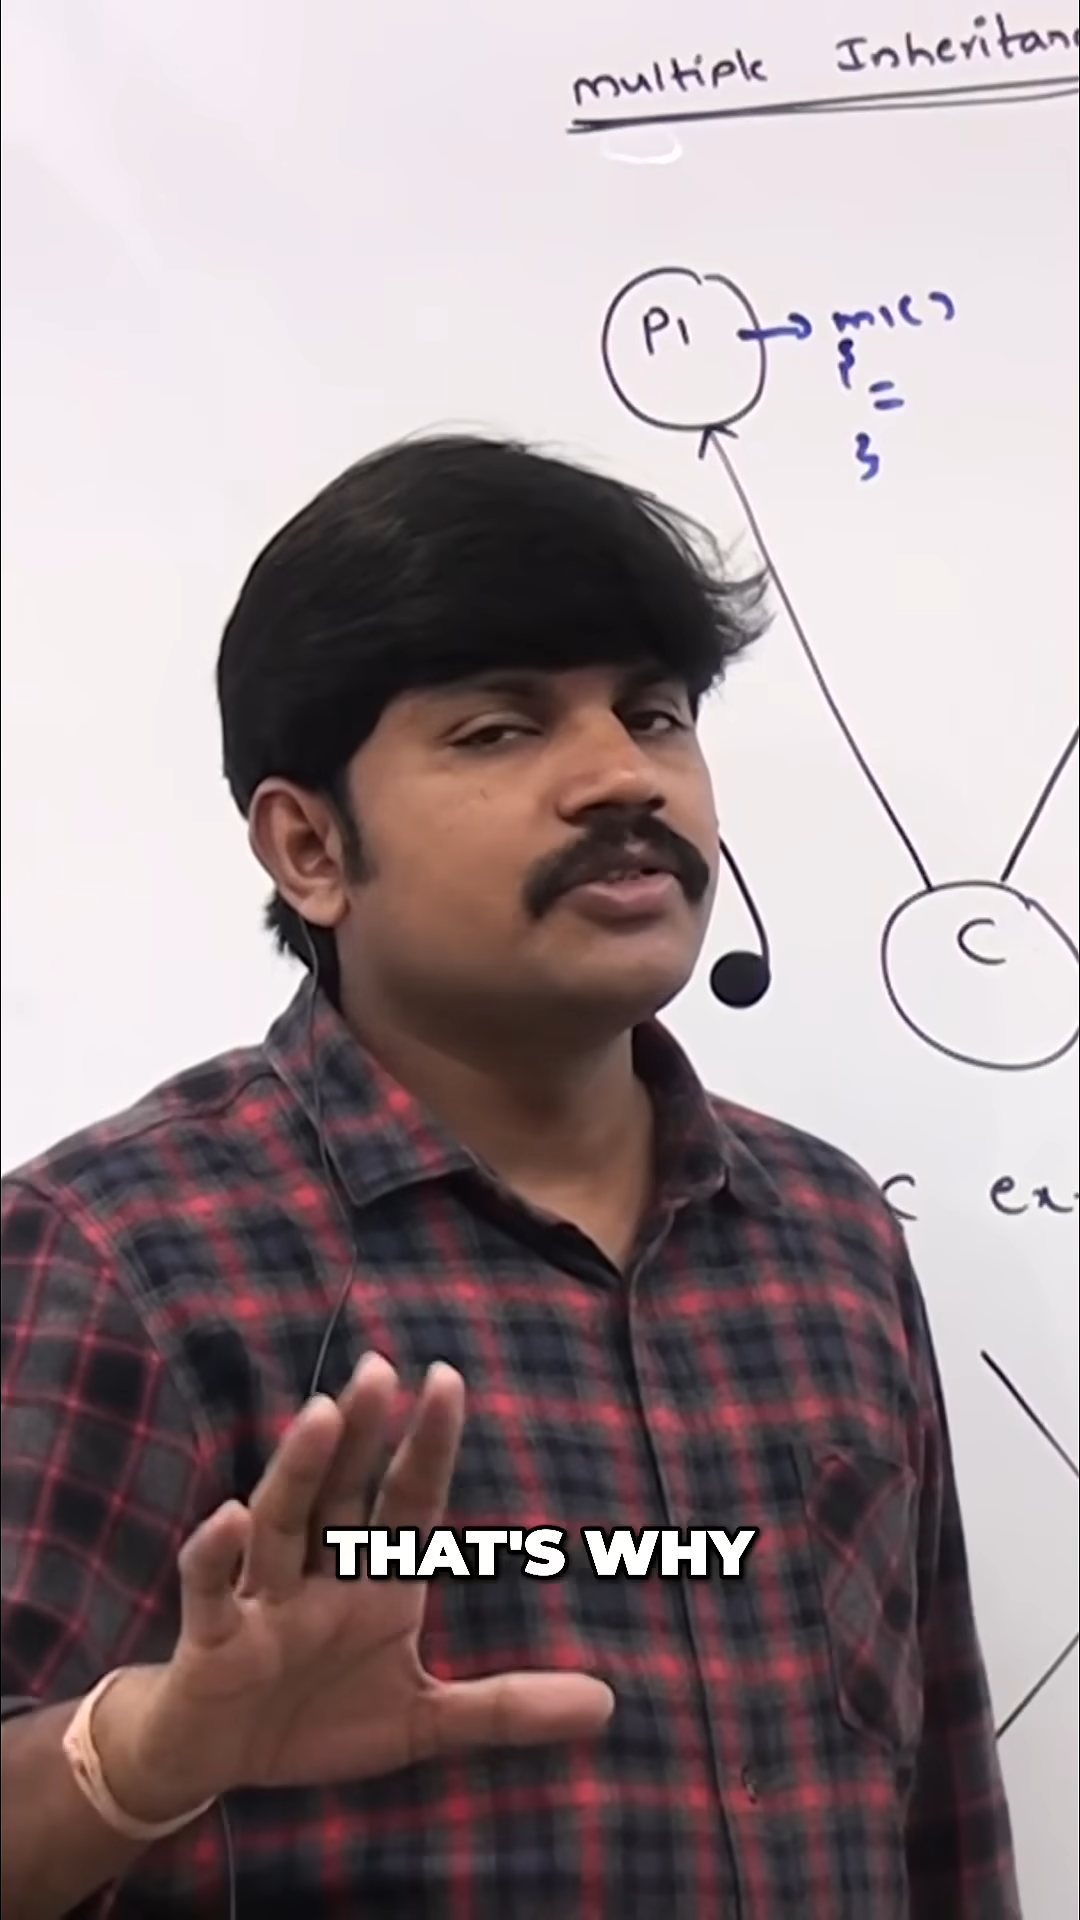 multiple Inheritan
P1
m1()
{
=
}
C
C ex
THAT'S WHY